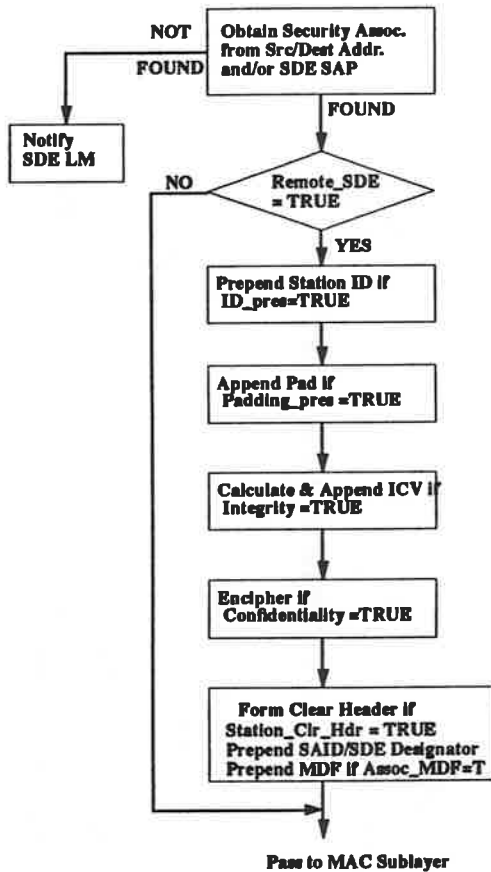 Obtain Security Assoc.
from Src/Dest Addr.
and/or SDE SAP
NOT
FOUND
FOUND
Notify
SDE LM
NO
Remote_SDE
= TRUE
YES
Prepend Station ID if
ID_pres=TRUE
Append Pad if
Padding_pres =TRUE
Calculate & Append ICV if
Integrity =TRUE
Encipher if
Confidentiality =TRUE
Form Clear Header if
Station_Clr_Hdr = TRUE
Prepend SAID/SDE Designator
Prepend MDF if Assoc_MDF=T
Pass to MAC Sublayer